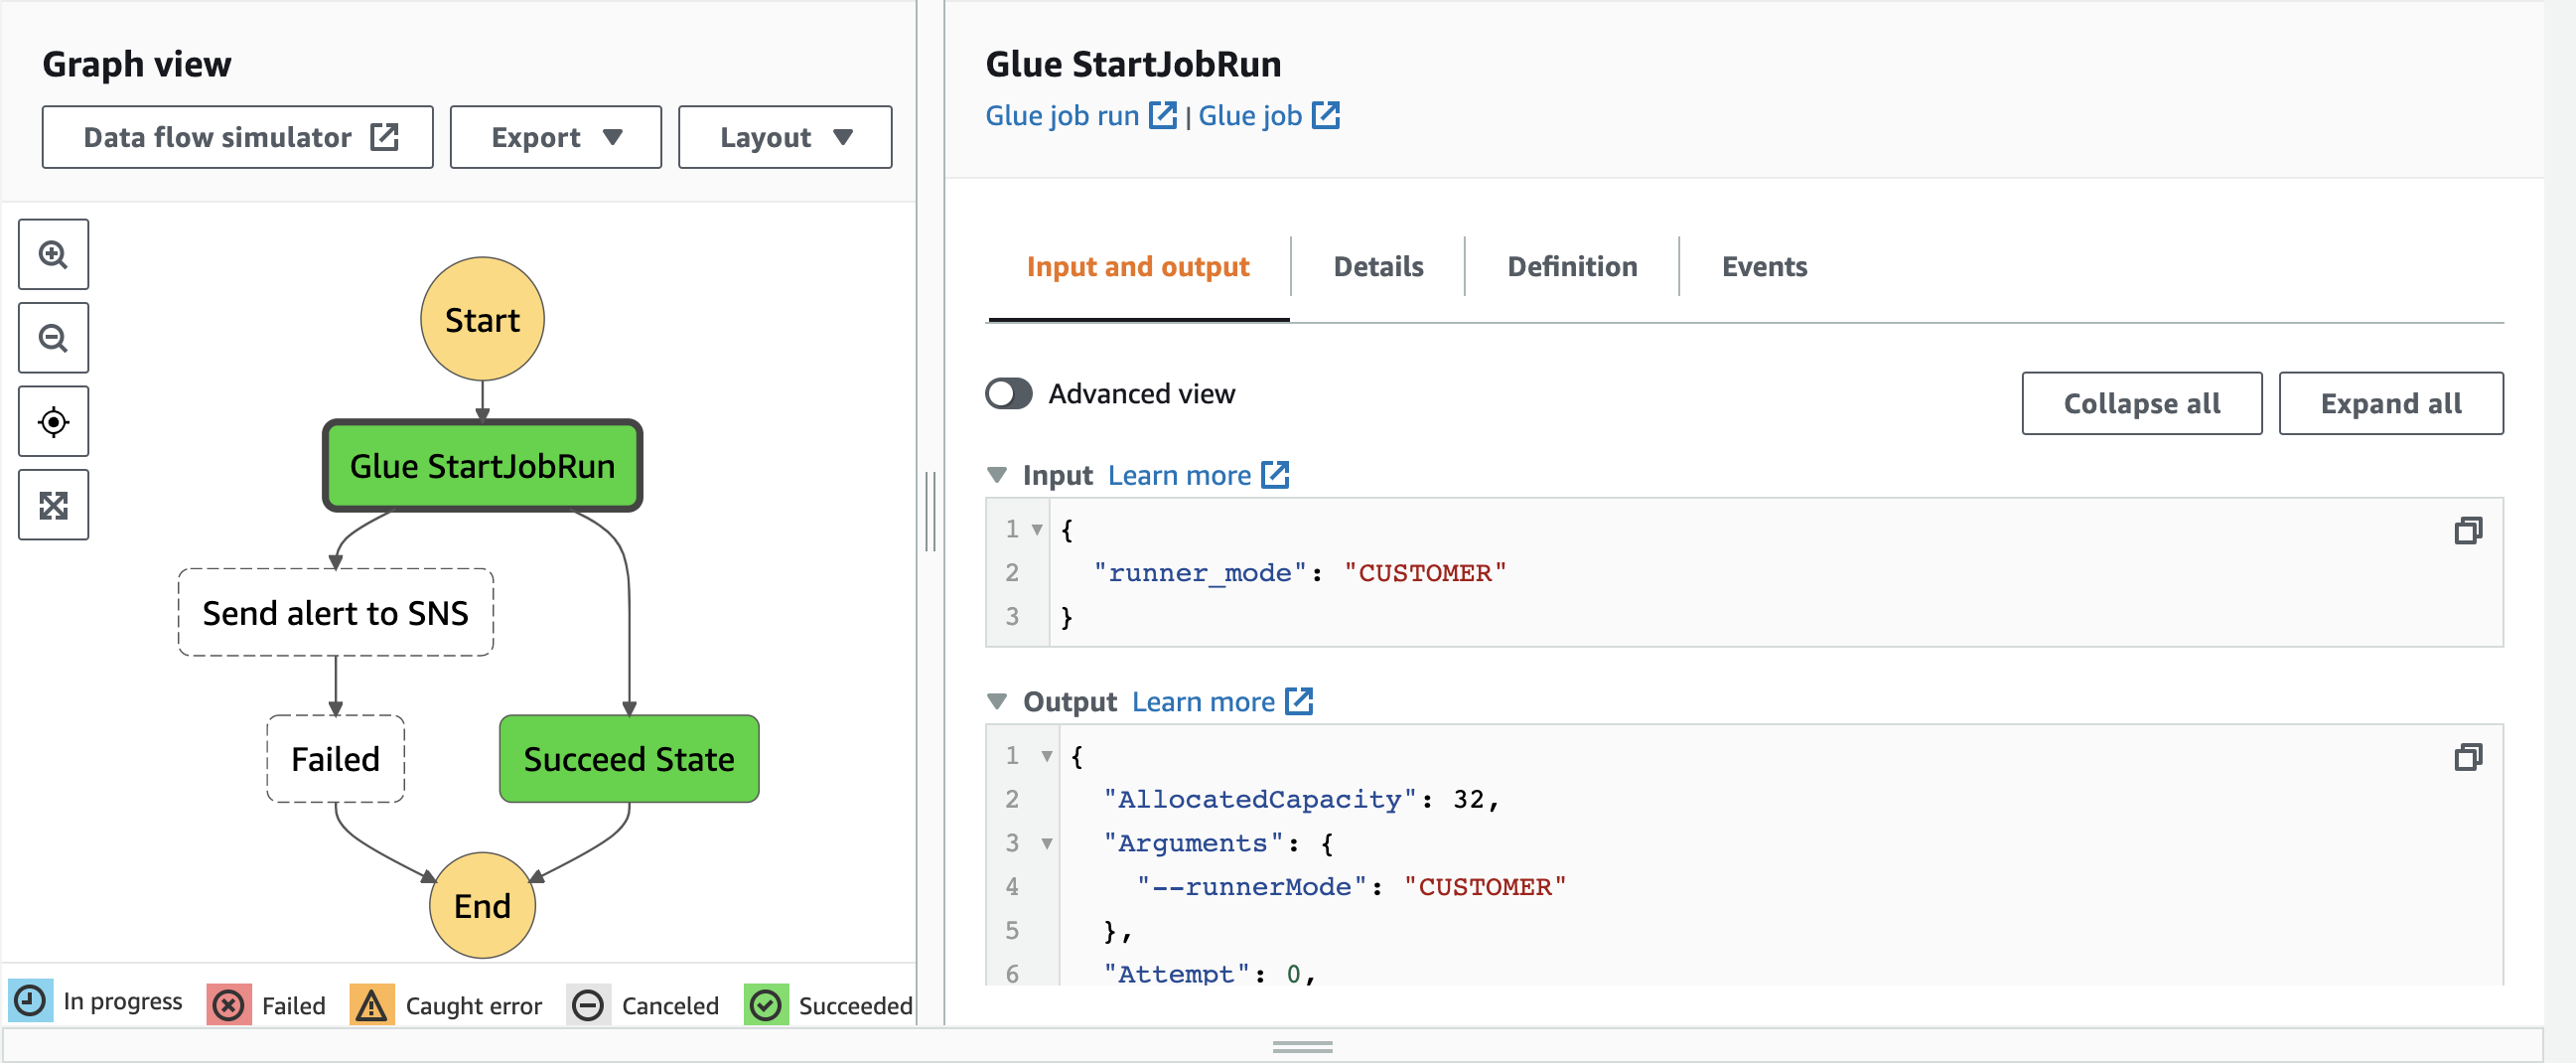 Graph view
Data flow simulator
Export
Layout
Start
Glue StartJobRun
Send alert to SNS
Failed
Succeed State
End
In progress
Failed
Caught error
Canceled
Succeeded
Glue StartJobRun
Glue job run | Glue job
Input and output
Details
Definition
Events
Advanced view
Collapse all
Expand all
Input Learn more
1 {
2 "runner_mode": "CUSTOMER"
3 }
Output Learn more
1 {
2 "AllocatedCapacity": 32,
3 "Arguments": {
4 "--runnerMode": "CUSTOMER"
5 },
6 "Attempt": 0,